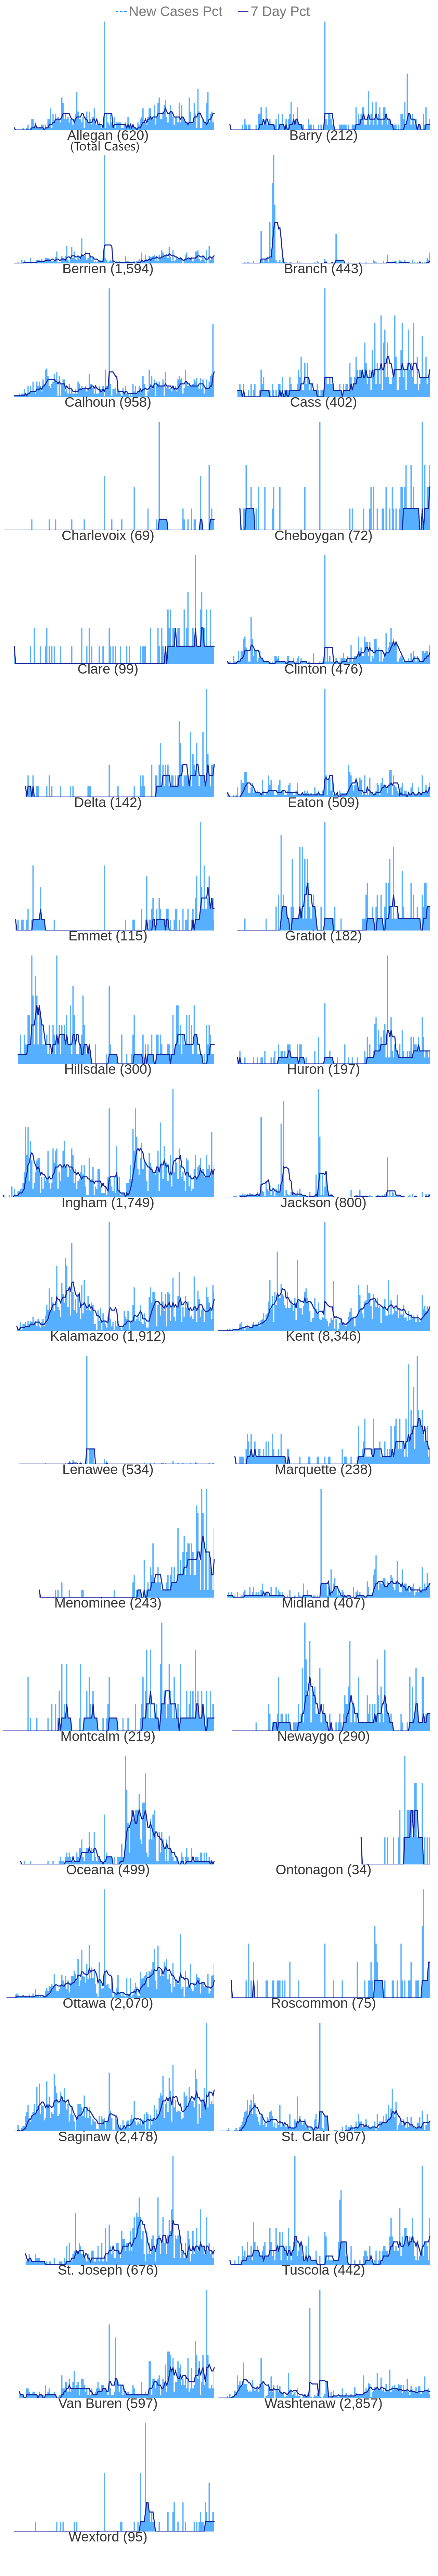 New Cases Pct 7 Day Pct
Allegan (620) Barry (212)
(Total Cases)
Berrien (1,594) Branch (443)
Calhoun (958) Cass (402)
Charlevoix (69) Cheboygan (72)
Clare (99) Clinton (476)
Delta (142) Eaton (509)
Emmet (115) Gratiot (182)
Hillsdale (300) Huron (197)
Ingham (1,749) Jackson (800)
Kalamazoo (1,912) Kent (8,346)
Lenawee (534) Marquette (238)
Menominee (243) Midland (407)
Montcalm (219) Newaygo (290)
Oceana (499) Ontonagon (34)
Ottawa (2,070) Roscommon (75)
Saginaw (2,478) St. Clair (907)
St. Joseph (676) Tuscola (442)
Van Buren (597) Washtenaw (2,857)
Wexford (95)